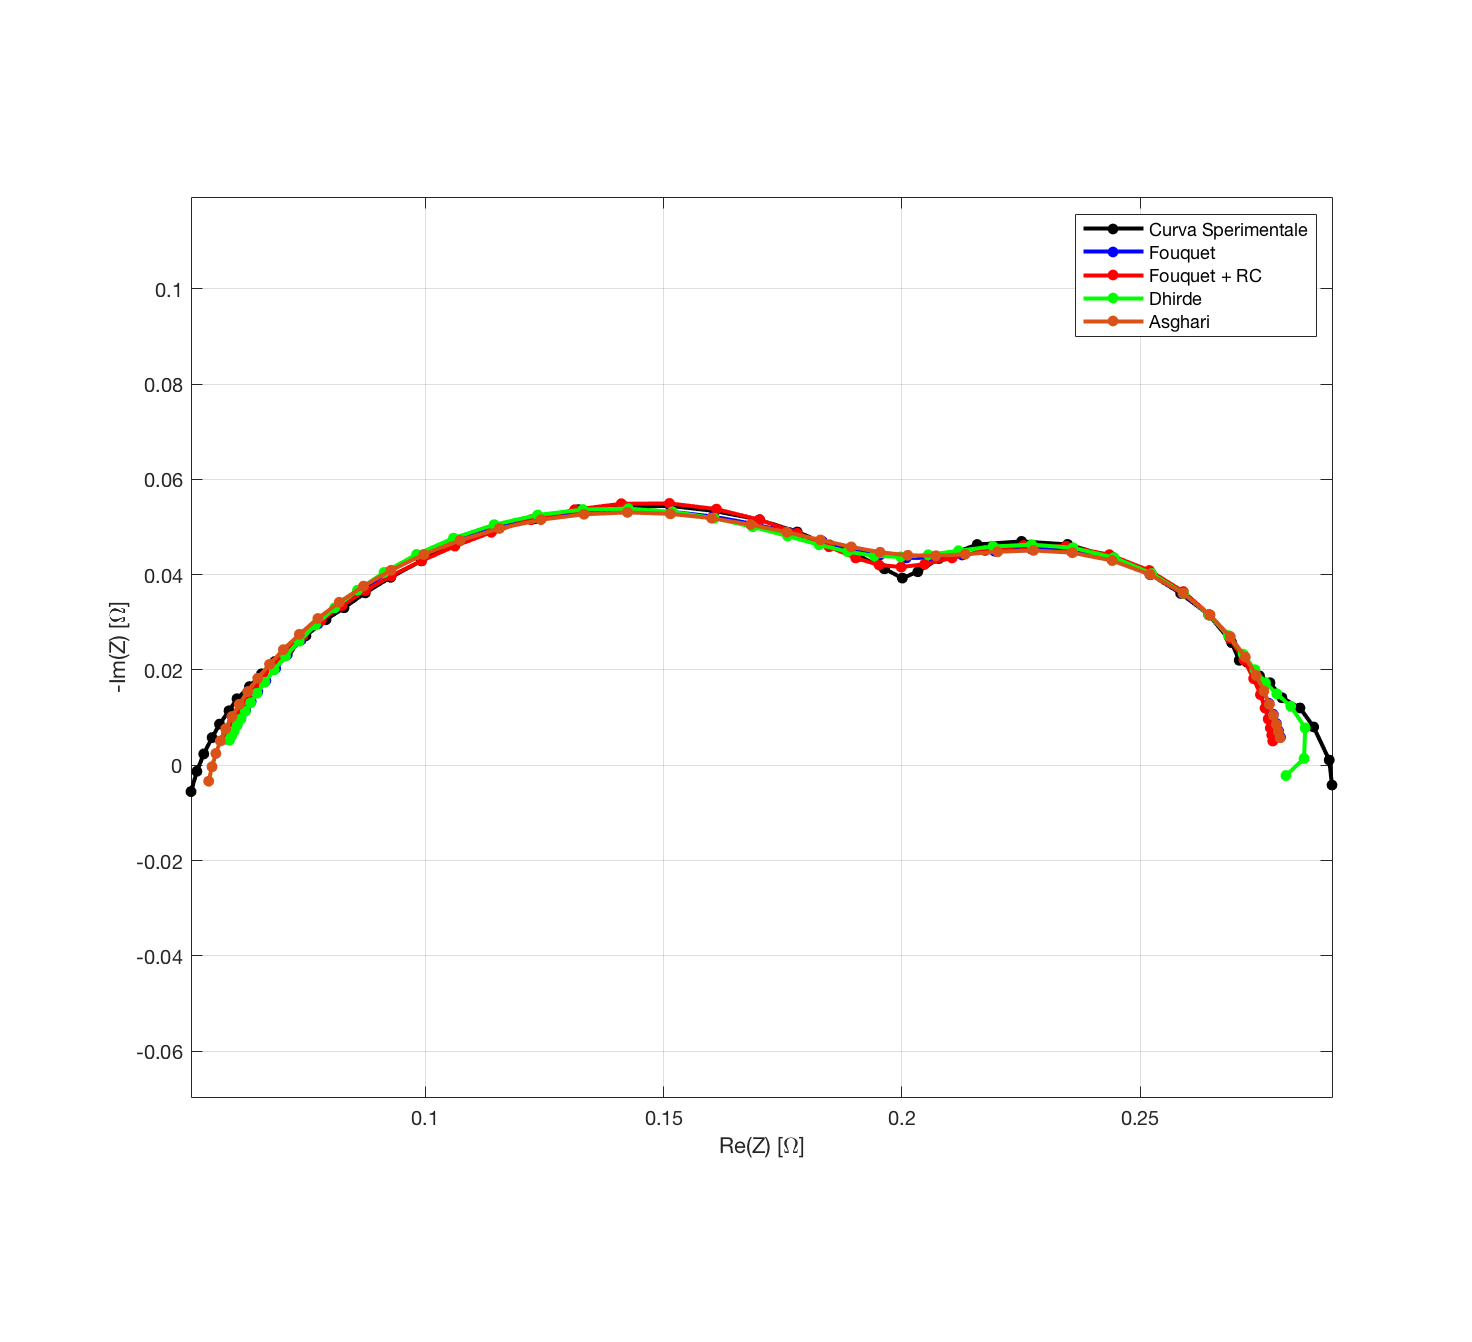 Curva Sperimentale
Fouquet
Fouquet + RC
Dhirde
Asghari
0.1
0.08
0.06
0.04
0.02
0
-0.02
-0.04
-0.06
-Im(Z) [Ω]
0.1 0.15 0.2 0.25
Re(Z) [Ω]